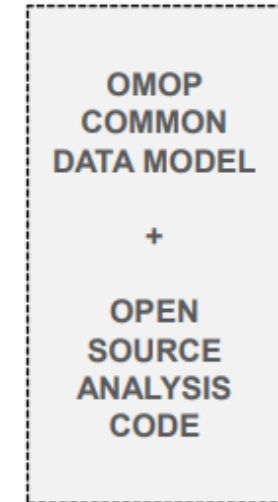 OMOP
COMMON
DATA MODEL
+
OPEN
SOURCE
ANALYSIS
CODE